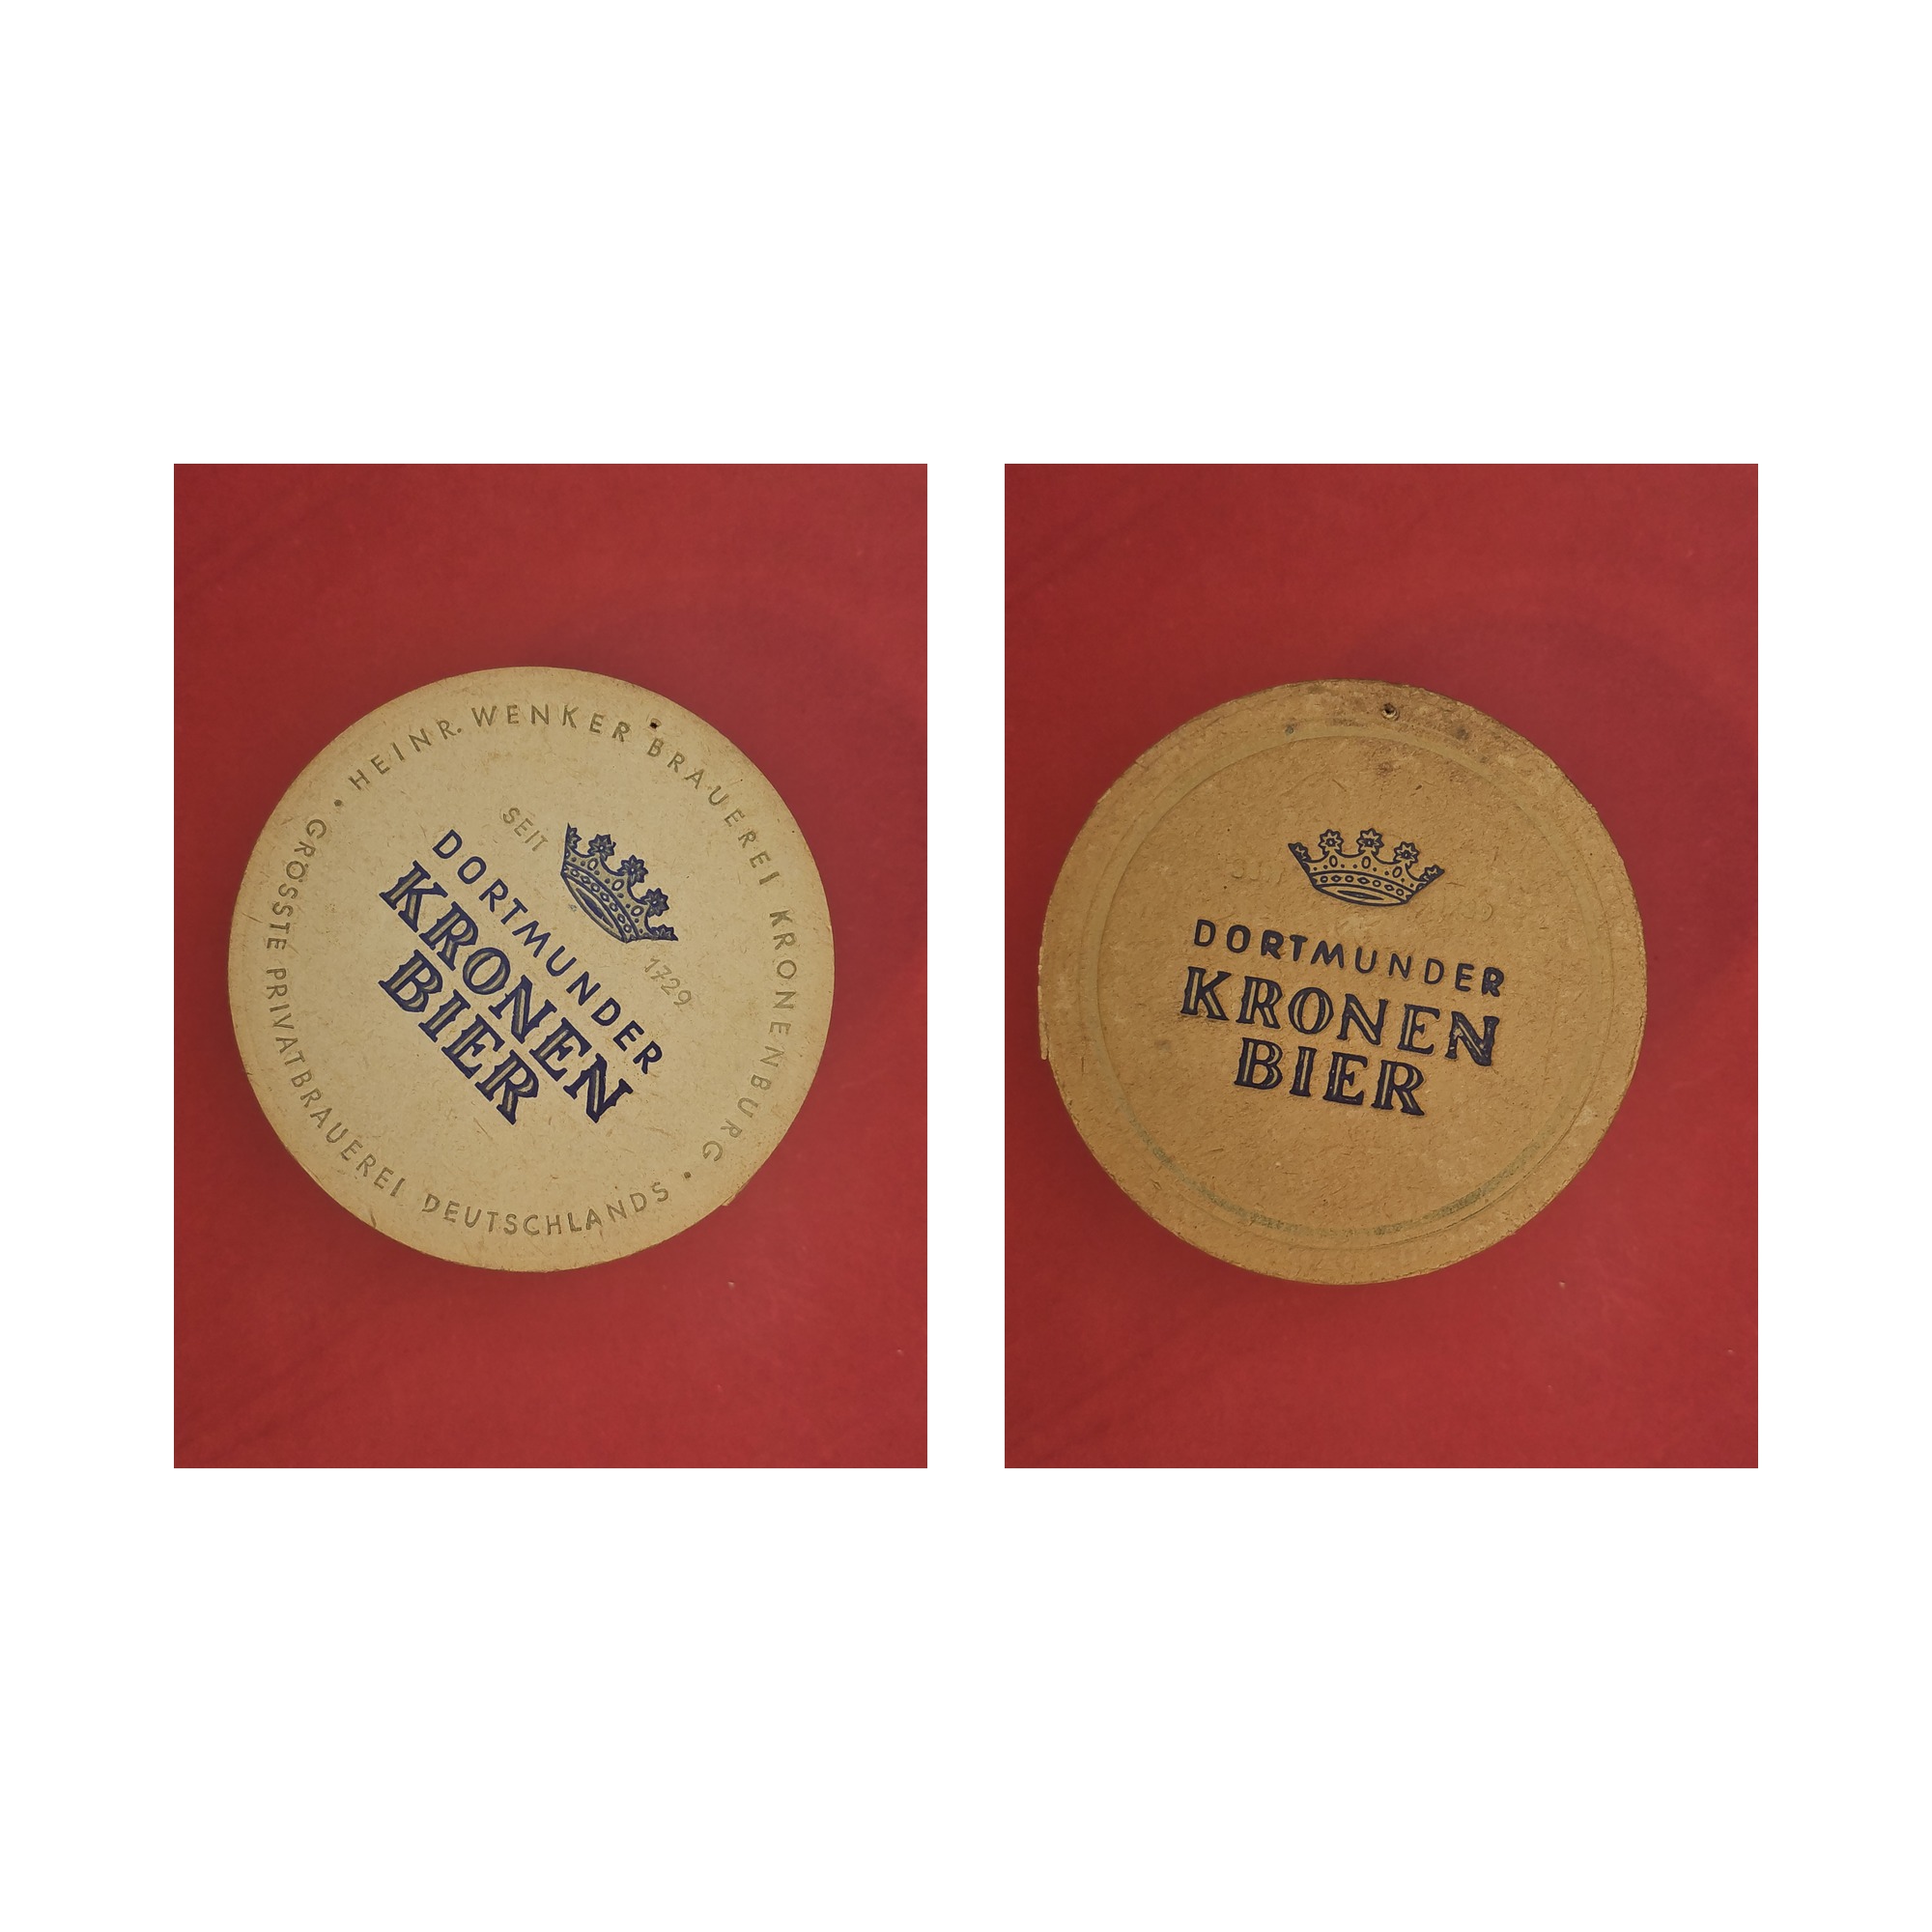 HEINR. WENKER BRAUEREI KRONENBURG •
GRÖSSTE PRIVATBRAUEREI DEUTSCHLANDS •
SEIT 1729
DORTMUNDER
KRONEN
BIER
DORTMUNDER
KRONEN
BIER